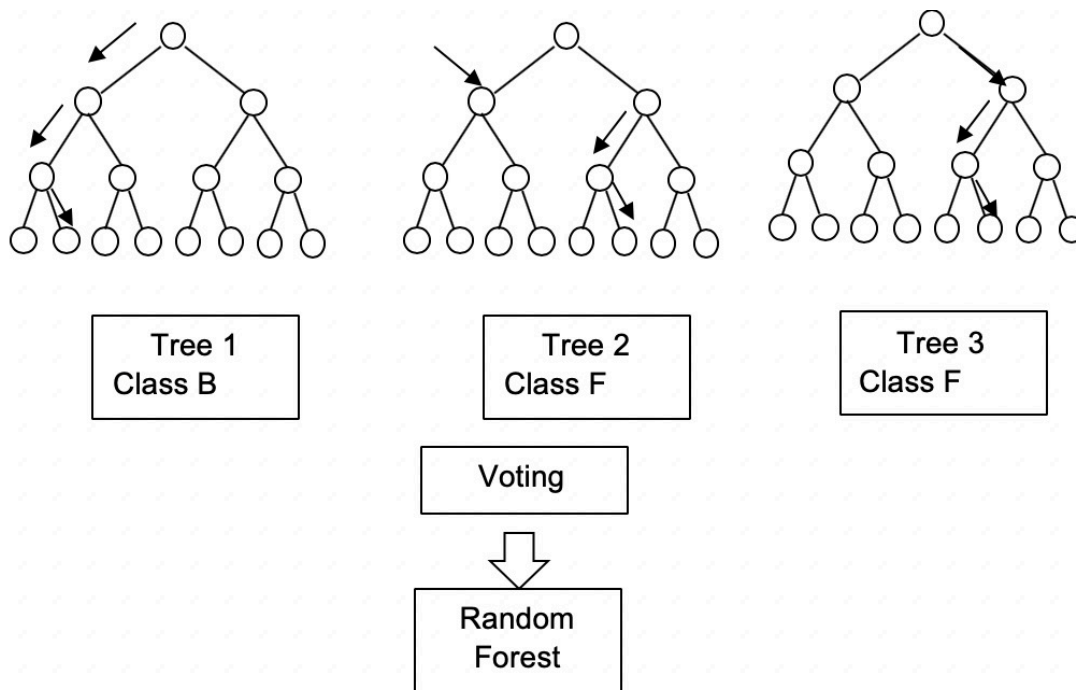 Tree 1
Class B
Tree 2
Class F
Tree 3
Class F
Voting
Random
Forest